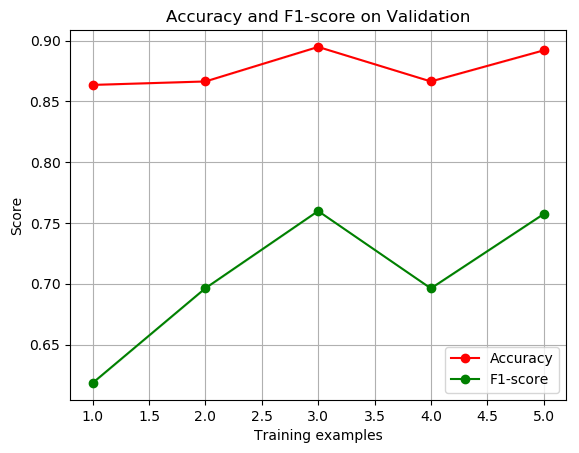 Accuracy and F1-score on Validation
0.90
0.85
0.80
0.75
0.70
0.65
Score
1.0 1.5 2.0 2.5 3.0 3.5 4.0 4.5 5.0
Training examples
Accuracy
F1-score